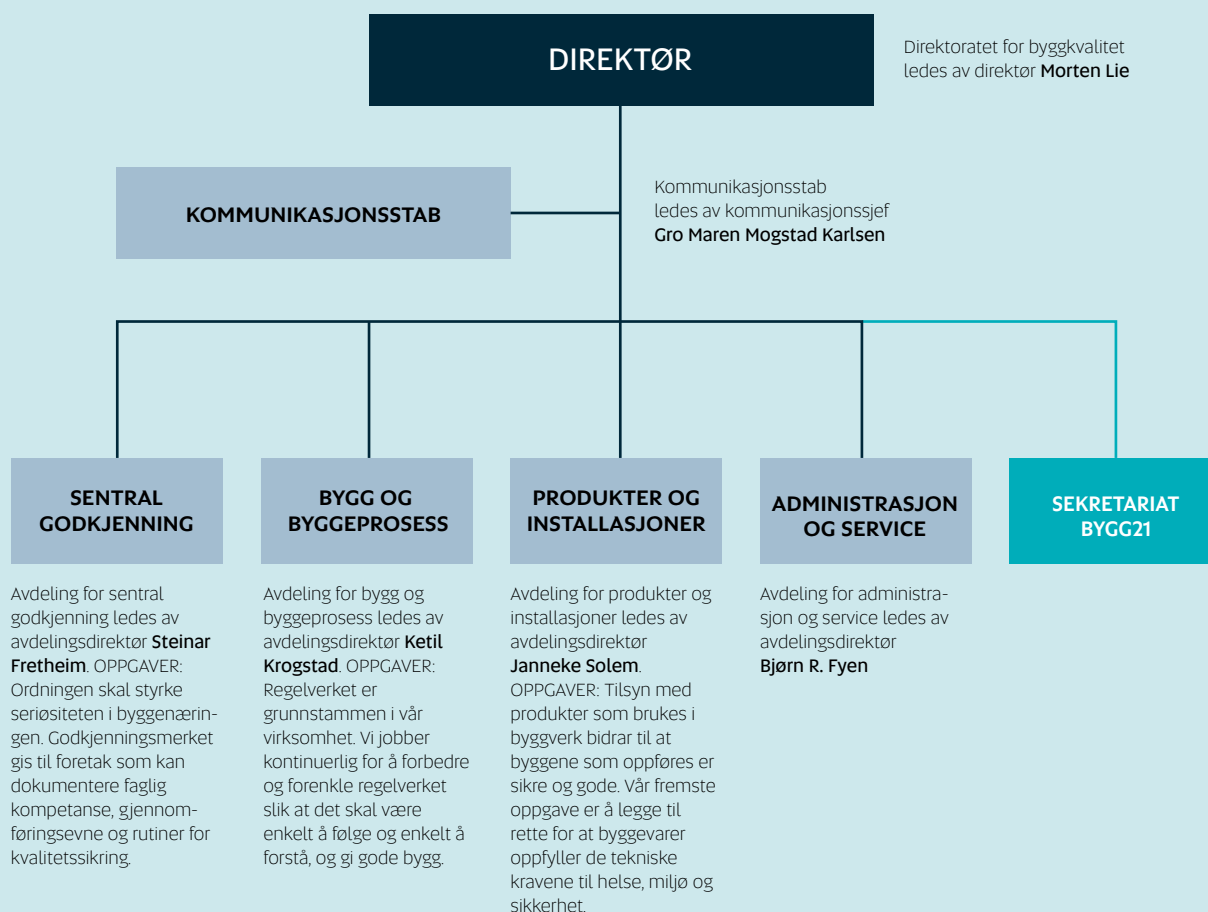 DIREKTØR
Direktoratet for byggkvalitet
ledes av direktør Morten Lie
KOMMUNIKASJONSSTAB
Kommunikasjonsstab
ledes av kommunikasjonssjef
Gro Maren Mogstad Karlsen
SENTRAL
GODKJENNING
Avdeling for sentral
godkjenning ledes av
avdelingsdirektør Steinar
Fretheim. OPPGAVER:
Ordningen skal styrke
seriøsiteten i byggenærin-
gen. Godkjenningsmerket
gis til foretak som kan
dokumentere faglig
kompetanse, gjennom-
føringsevne og rutiner for
kvalitetssikring.
BYGG OG
BYGGEPROSESS
Avdeling for bygg og
byggeprosess ledes av
avdelingsdirektør Ketil
Krogstad. OPPGAVER:
Regelverket er
grunnstammen i vår
virksomhet. Vi jobber
kontinuerlig for å forbedre
og forenkle regelverket
slik at det skal være
enkelt å følge og enkelt å
forstå, og gi gode bygg.
PRODUKTER OG
INSTALLASJONER
Avdeling for produkter og
installasjoner ledes av
avdelingsdirektør
Janneke Solem.
OPPGAVER: Tilsyn med
produkter som brukes i
byggverk bidrar til at
byggene som oppføres er
sikre og gode. Vår fremste
oppgave er å legge til
rette for at byggevarer
oppfyller de tekniske
kravene til helse, miljø og
sikkerhet.
ADMINISTRASJON
OG SERVICE
Avdeling for administra-
sjon og service ledes av
avdelingsdirektør
Bjørn R. Fyen
SEKRETARIAT
BYGG21